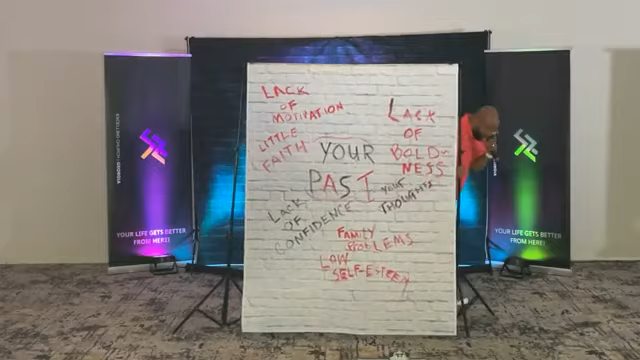 LACK
OF
MOTIVATION
LITTLE
FAITH
LACK
OF
BOLD-
NESS
YOUR
PAST
YOUR
THOUGHTS
LACK
OF
CONFIDENCE
FAMILY
PROBLEMS
LOW
SELF-ESTEEM
YOUR LIFE GETS BETTER
FROM HERE!
YOUR LIFE GETS BETTER
FROM HERE!